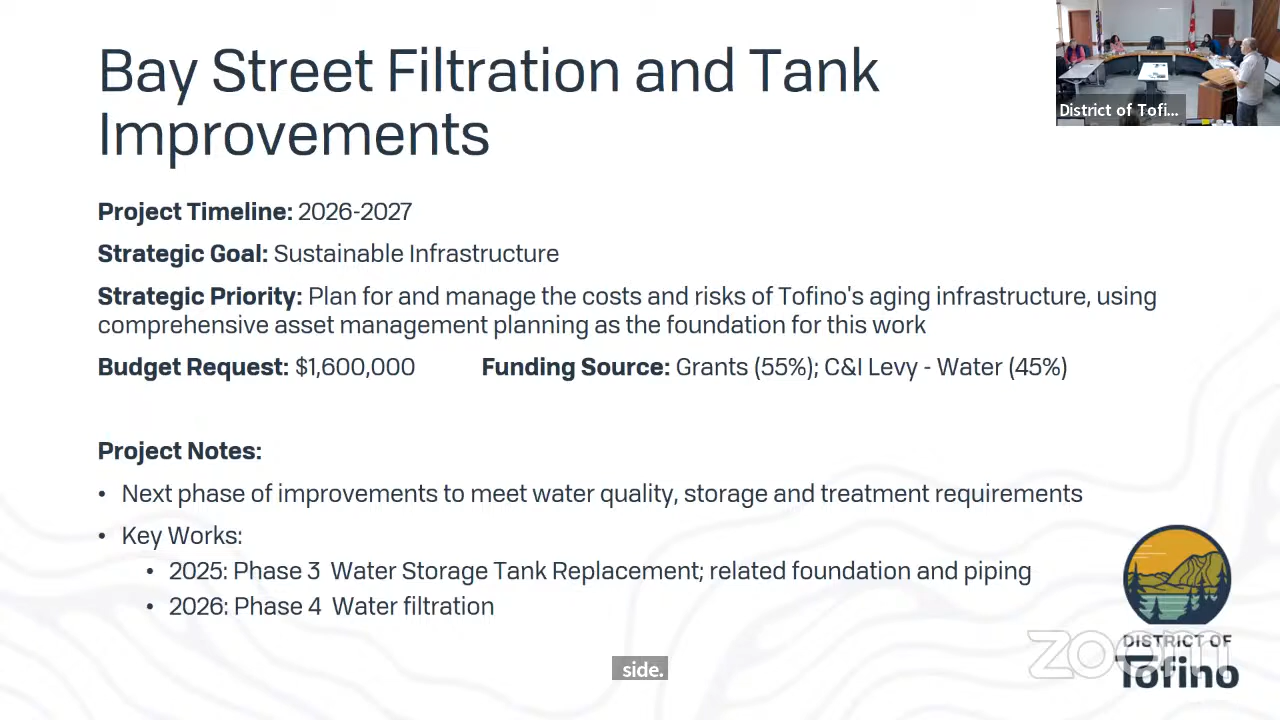 Bay Street Filtration and Tank
Improvements
District of Tofi...
Project Timeline: 2026-2027
Strategic Goal: Sustainable Infrastructure
Strategic Priority: Plan for and manage the costs and risks of Tofino's aging infrastructure, using
comprehensive asset management planning as the foundation for this work
Budget Request: $1,600,000 Funding Source: Grants (55%); C&I Levy - Water (45%)
Project Notes:
• Next phase of improvements to meet water quality, storage and treatment requirements
• Key Works:
• 2025: Phase 3 Water Storage Tank Replacement; related foundation and piping
• 2026: Phase 4 Water filtration
DISTRICT OF
Tofino
zoom
side.